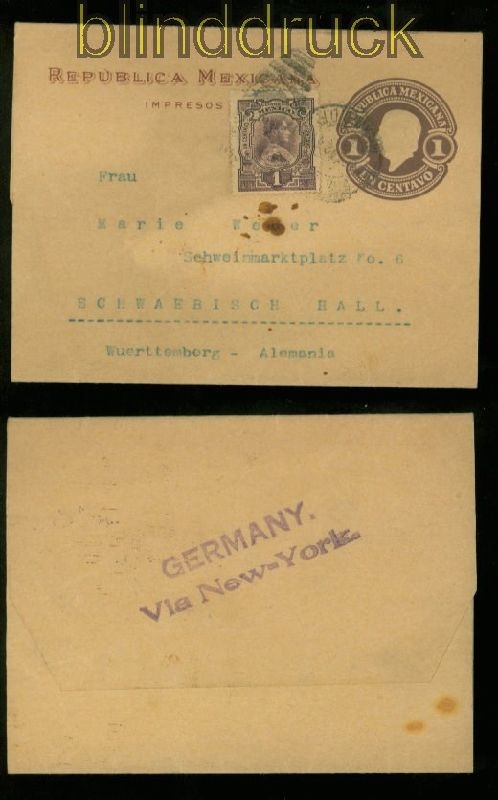 blinddruck
REPUBLICA MEXICANA
IMPRESOS
MEXICO
1
REPUBLICA MEXICANA
1 1
UN CENTAVO
Frau
Marie
Schweinmarktplatz No. 6
SCHWAEBISCH HALL.
Wuerttemberg - Alemania
GERMANY.
Via New=York.